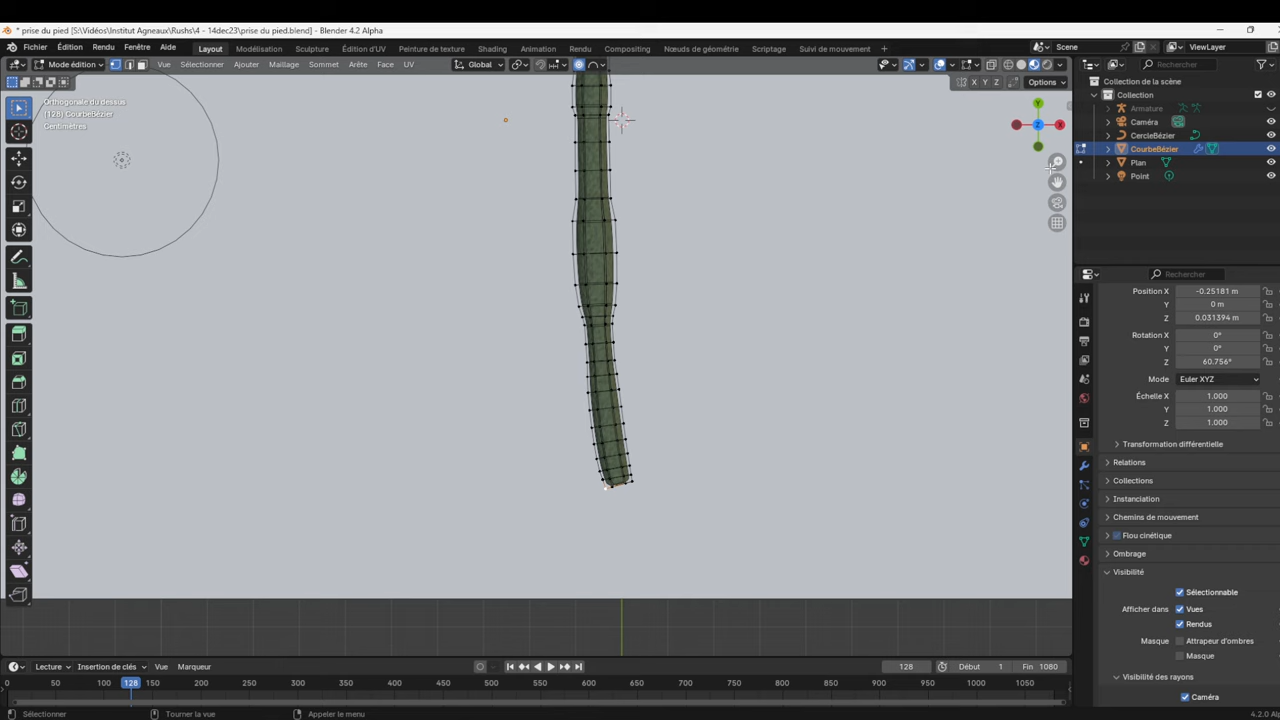 * prise du pied [S:\Vidéos\Institut Agneaux\Rushs\4 - 14dec23\prise du pied.blend] - Blender 4.2 Alpha
Fichier Édition Rendu Fenêtre Aide Layout Modélisation Sculpture Édition d'UV Peinture de texture Shading Animation Rendu Compositing Nœuds de géométrie Scriptage Suivi de mouvement + Scene ViewLayer
Mode édition Vue Sélectionner Ajouter Maillage Sommet Arête Face UV Global Rechercher
X Y Z Options
Collection de la scène
Orthogonale du dessus
Collection
(128) CourbeBézier
Armature
Centimètres
Caméra
CercleBézier
CourbeBézier
Plan
Point
Y
Z X
Rechercher
Position X -0.25181 m
Y 0 m
Z 0.031394 m
Rotation X 0°
Y 0°
Z 60.756°
Mode Euler XYZ
Échelle X 1.000
Y 1.000
Z 1.000
Transformation différentielle
Relations
Collections
Instanciation
Chemins de mouvement
Flou cinétique
Ombrage
Visibilité
Sélectionnable
Afficher dans Vues
Rendus
Masque Attrapeur d'ombres
Masque
Visibilité des rayons
Caméra
Lecture Insertion de clés Vue Marqueur 128 Début 1 Fin 1080
0 50 100 128 150 200 250 300 350 400 450 500 550 600 650 700 750 800 850 900 950 1000 1050
Sélectionner Tourner la vue Appeler le menu 4.2.0 Alp